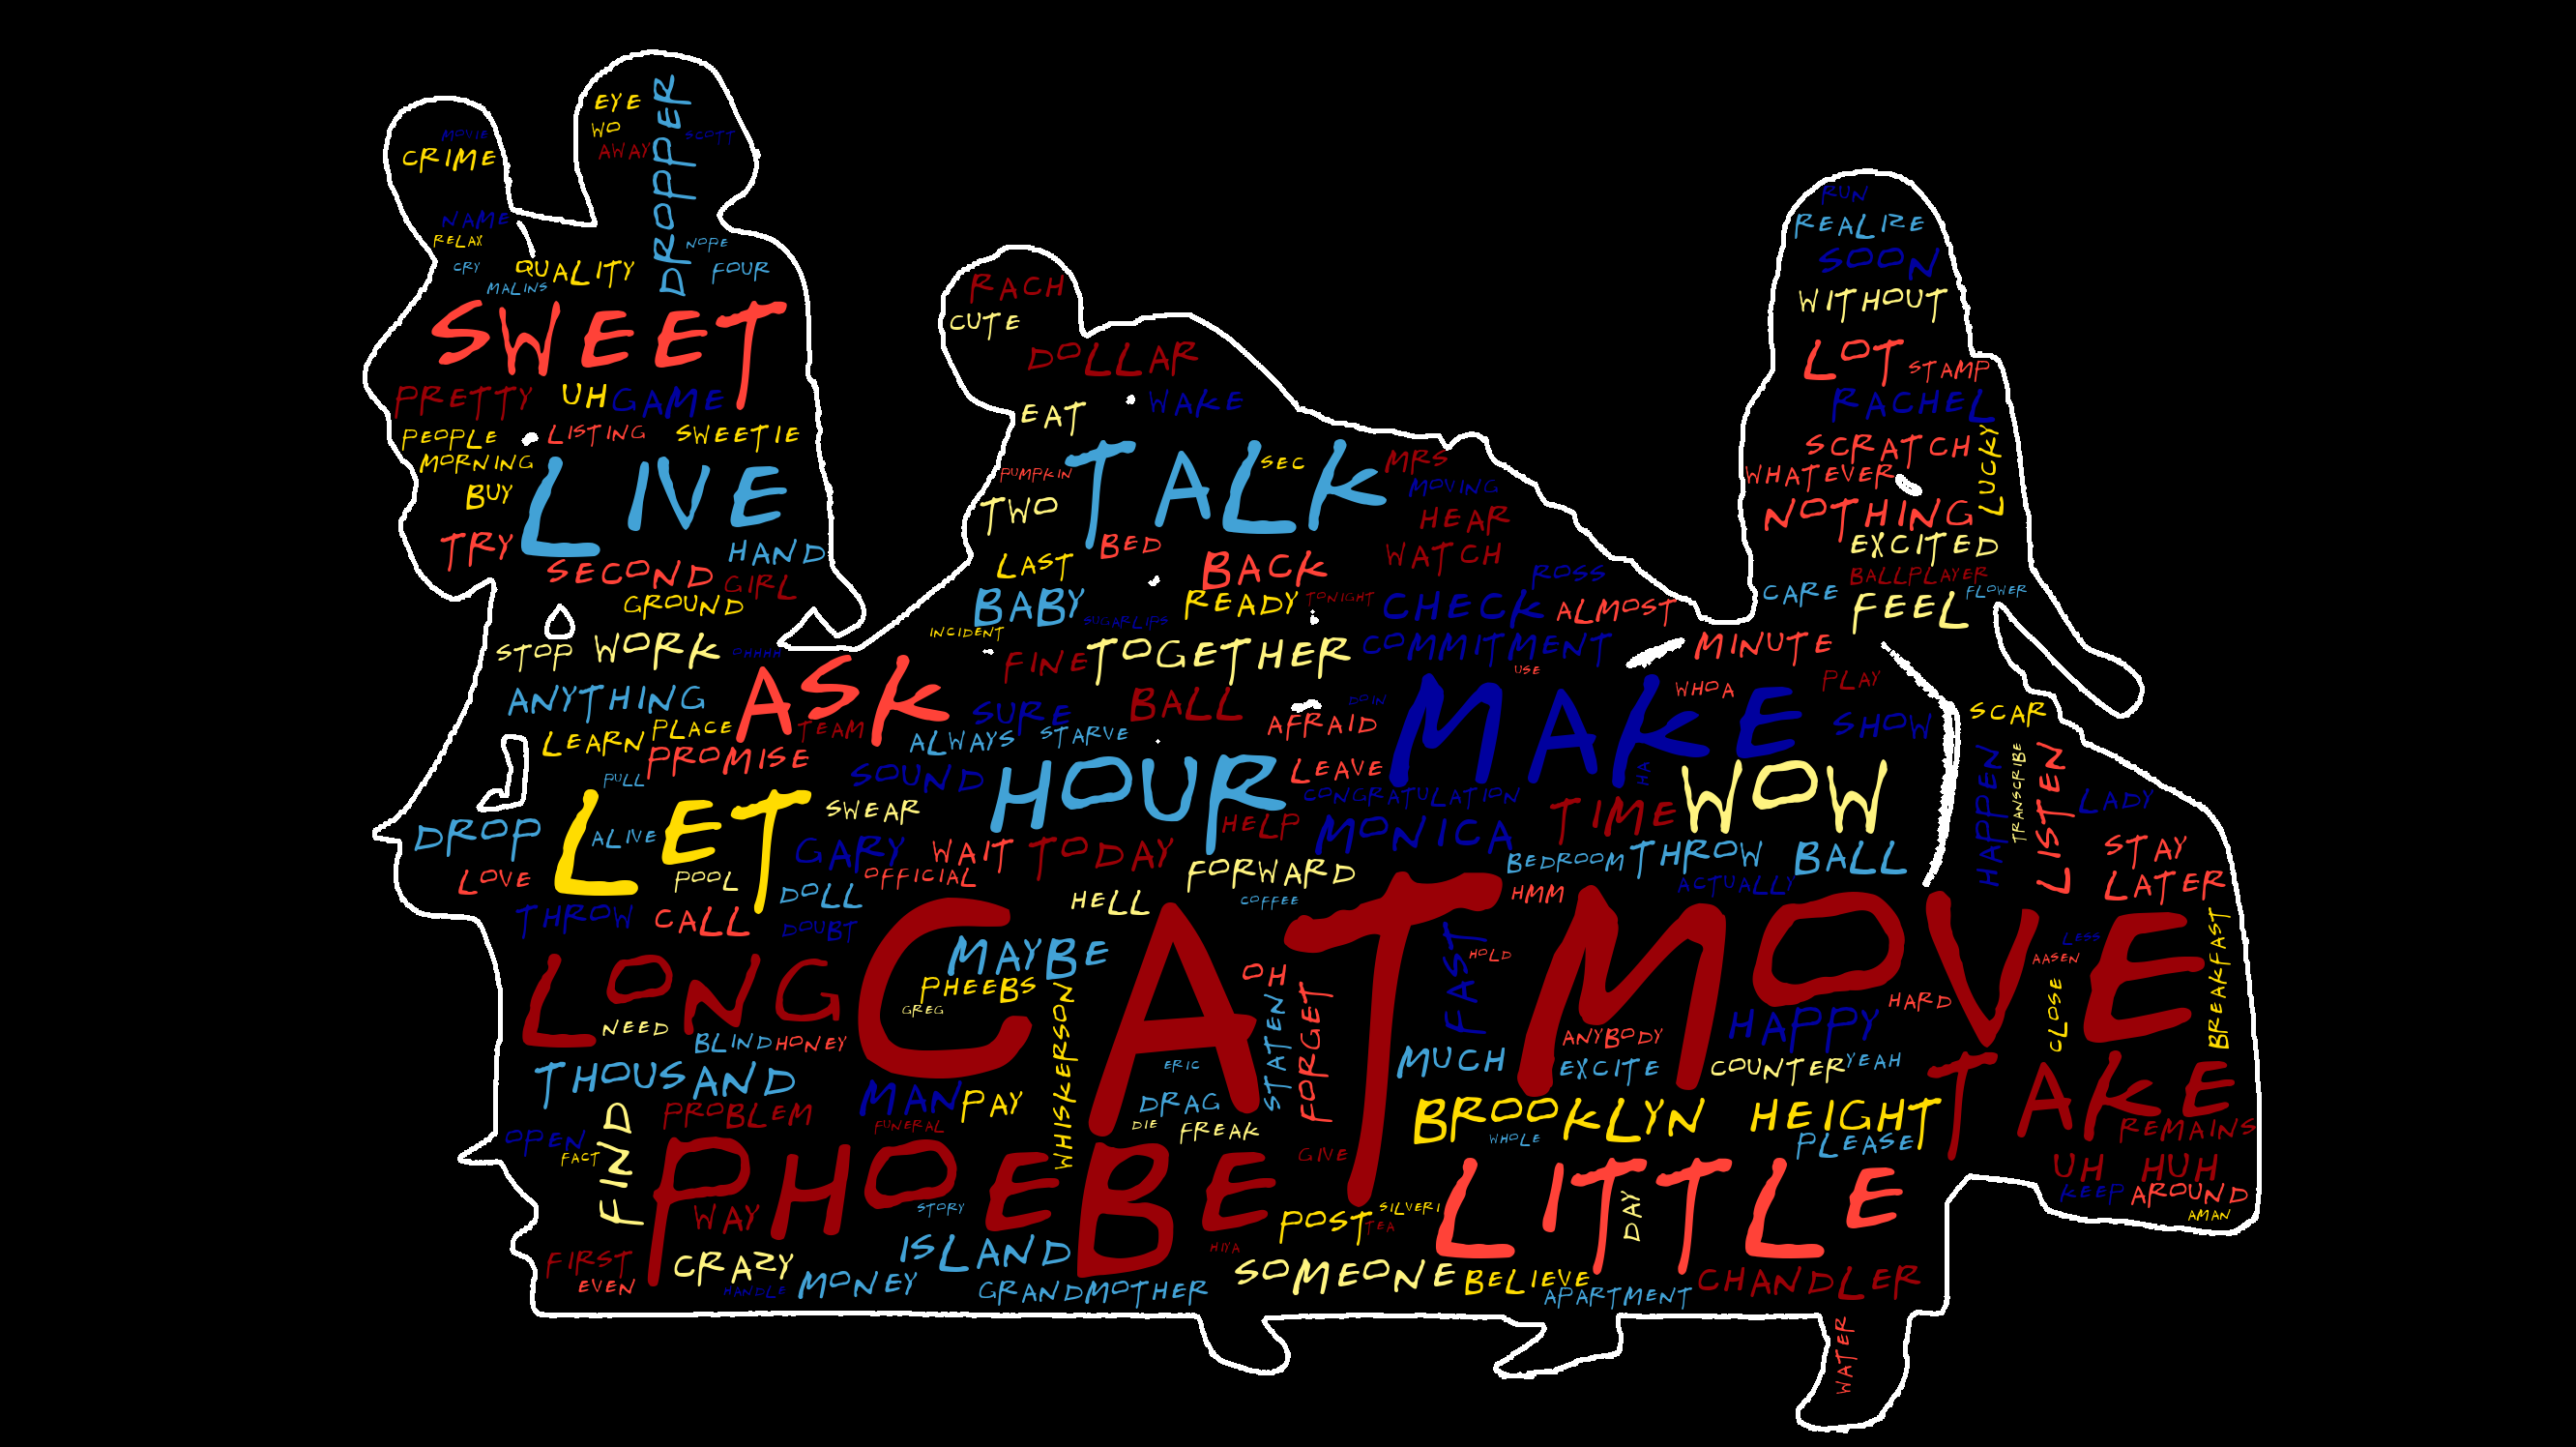 MOVIE
CRIME
NAME
RELAX
CRY
MALINS
EYE
WO
AWAY
DROPPER
SCOTT
NOPE
QUALITY
FOUR
SWEET
PRETTY
UH
GAME
PEOPLE
LISTING
SWEETIE
MORNING
BUY
LIVE
TRY
HAND
SECOND
GIRL
GROUND
STOP
WORK
OHHHH
ANYTHING
ASK
LEARN
PLACE
TEAM
PROMISE
PULL
RACH
CUTE
DOLLAR
EAT
WAKE
TALK
SEC
MRS
PUMPKIN
MOVING
TWO
HEAR
BED
WATCH
LAST
BACK
ROSS
BABY
SUGARLIPS
READY
TONIGHT
CHECK
ALMOST
INCIDENT
FINE
TOGETHER
COMMITMENT
USE
SURE
BALL
DOIN
AFRAID
ALWAYS
STARVE
MAKE
WHOA
RUN
REALIZE
SOON
WITHOUT
LOT
STAMP
RACHEL
SCRATCH
LUCKY
WHATEVER
NOTHING
EXCITED
BALLPLAYER
CARE
FEEL
FLOWER
MINUTE
PLAY
SHOW
SCAR
HAPPEN
TRANSCRIBE
LISTEN
LADY
STAY
LATER
SOUND
HOUR
LEAVE
HA
WOW
LET
SWEAR
CONGRATULATION
TIME
DROP
ALIVE
GARY
WAIT
TODAY
HELP
MONICA
LOVE
POOL
DOLL
OFFICIAL
FORWARD
BEDROOM
THROW
BALL
THROW
CALL
DOUBT
HELL
COFFEE
HMM
ACTUALLY
LONG
CAT
MOVE
MAYBE
PHEEBS
GREG
WHISKERSON
OH
STATEN
FORGET
FAST
HOLD
LESS
AASEN
CLOSE
BREAKFAST
NEED
BLIND
HONEY
ANYBODY
HAPPY
HARD
THOUSAND
ERIC
MUCH
EXCITE
COUNTER
YEAH
TAKE
PROBLEM
MAN
PAY
DRAG
BROOKLYN
HEIGHT
REMAINS
OPEN
FACT
FIND
FUNERAL
DIE
FREAK
WHOLE
PLEASE
PHOEBE
GIVE
LITTLE
DAY
UH HUH
KEEP
AROUND
AMAN
WAY
STORY
POST
SILVERI
TEA
FIRST
CRAZY
ISLAND
HIYA
SOMEONE
BELIEVE
CHANDLER
EVEN
HANDLE
MONEY
GRANDMOTHER
APARTMENT
WATER